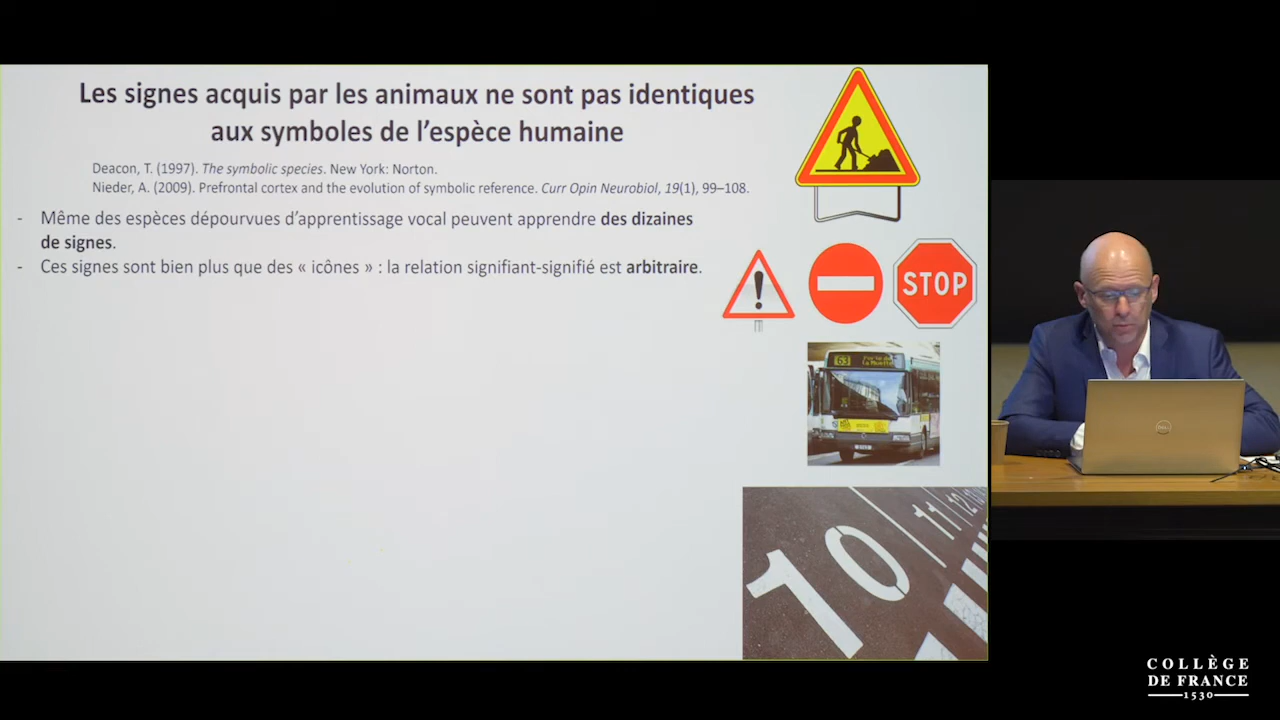 Les signes acquis par les animaux ne sont pas identiques
aux symboles de l’espèce humaine
Deacon, T. (1997). The symbolic species. New York: Norton.
Nieder, A. (2009). Prefrontal cortex and the evolution of symbolic reference. Curr Opin Neurobiol, 19(1), 99–108.
- Même des espèces dépourvues d’apprentissage vocal peuvent apprendre des dizaines
de signes.
- Ces signes sont bien plus que des « icônes » : la relation signifiant-signifié est arbitraire.
!
STOP
63
10
11
12
DELL
COLLÈGE
DE FRANCE
1530